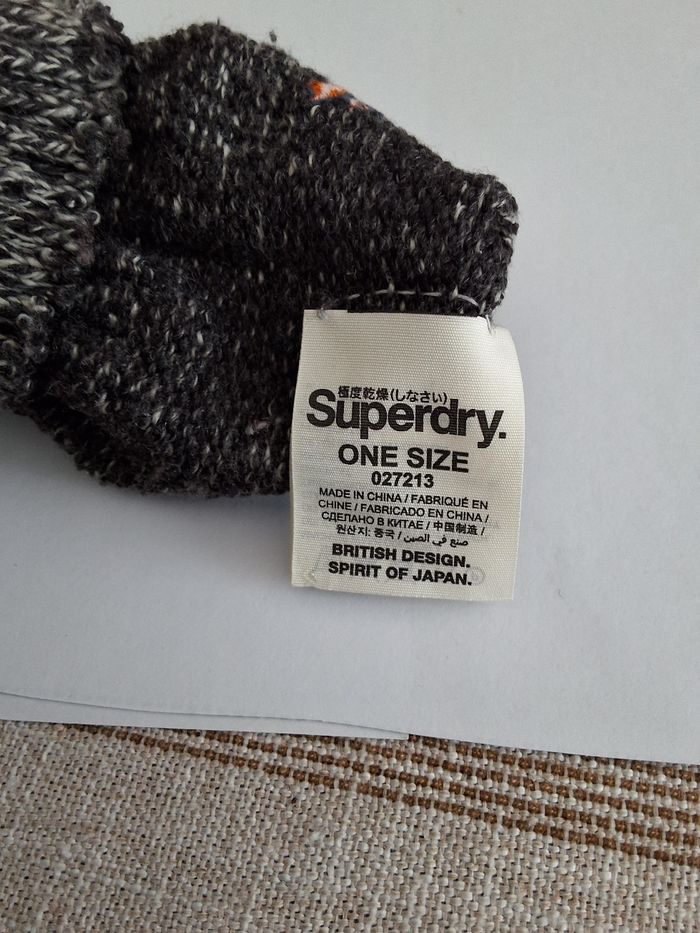 極度乾燥(しなさい)
Superdry.
ONE SIZE
027213
MADE IN CHINA / FABRIQUÉ EN
CHINE / FABRICADO EN CHINA /
СДЕЛАНО В КИТАЕ / 中国制造 /
원산지: 중국 / صنع في الصين
BRITISH DESIGN.
SPIRIT OF JAPAN.